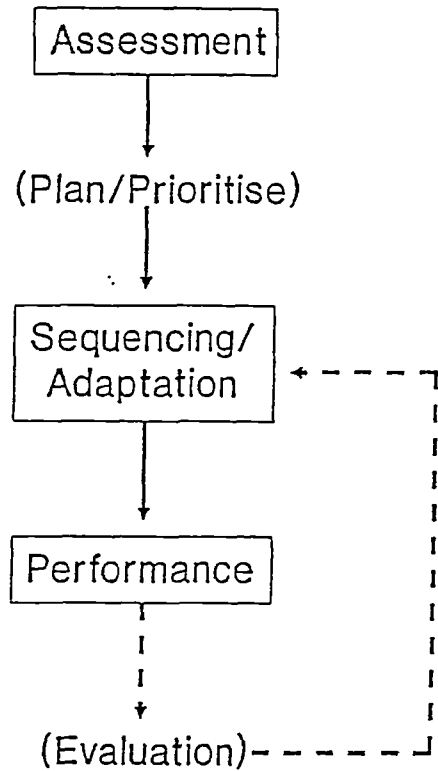 Assessment
(Plan/Prioritise)
Sequencing/
Adaptation
Performance
(Evaluation)